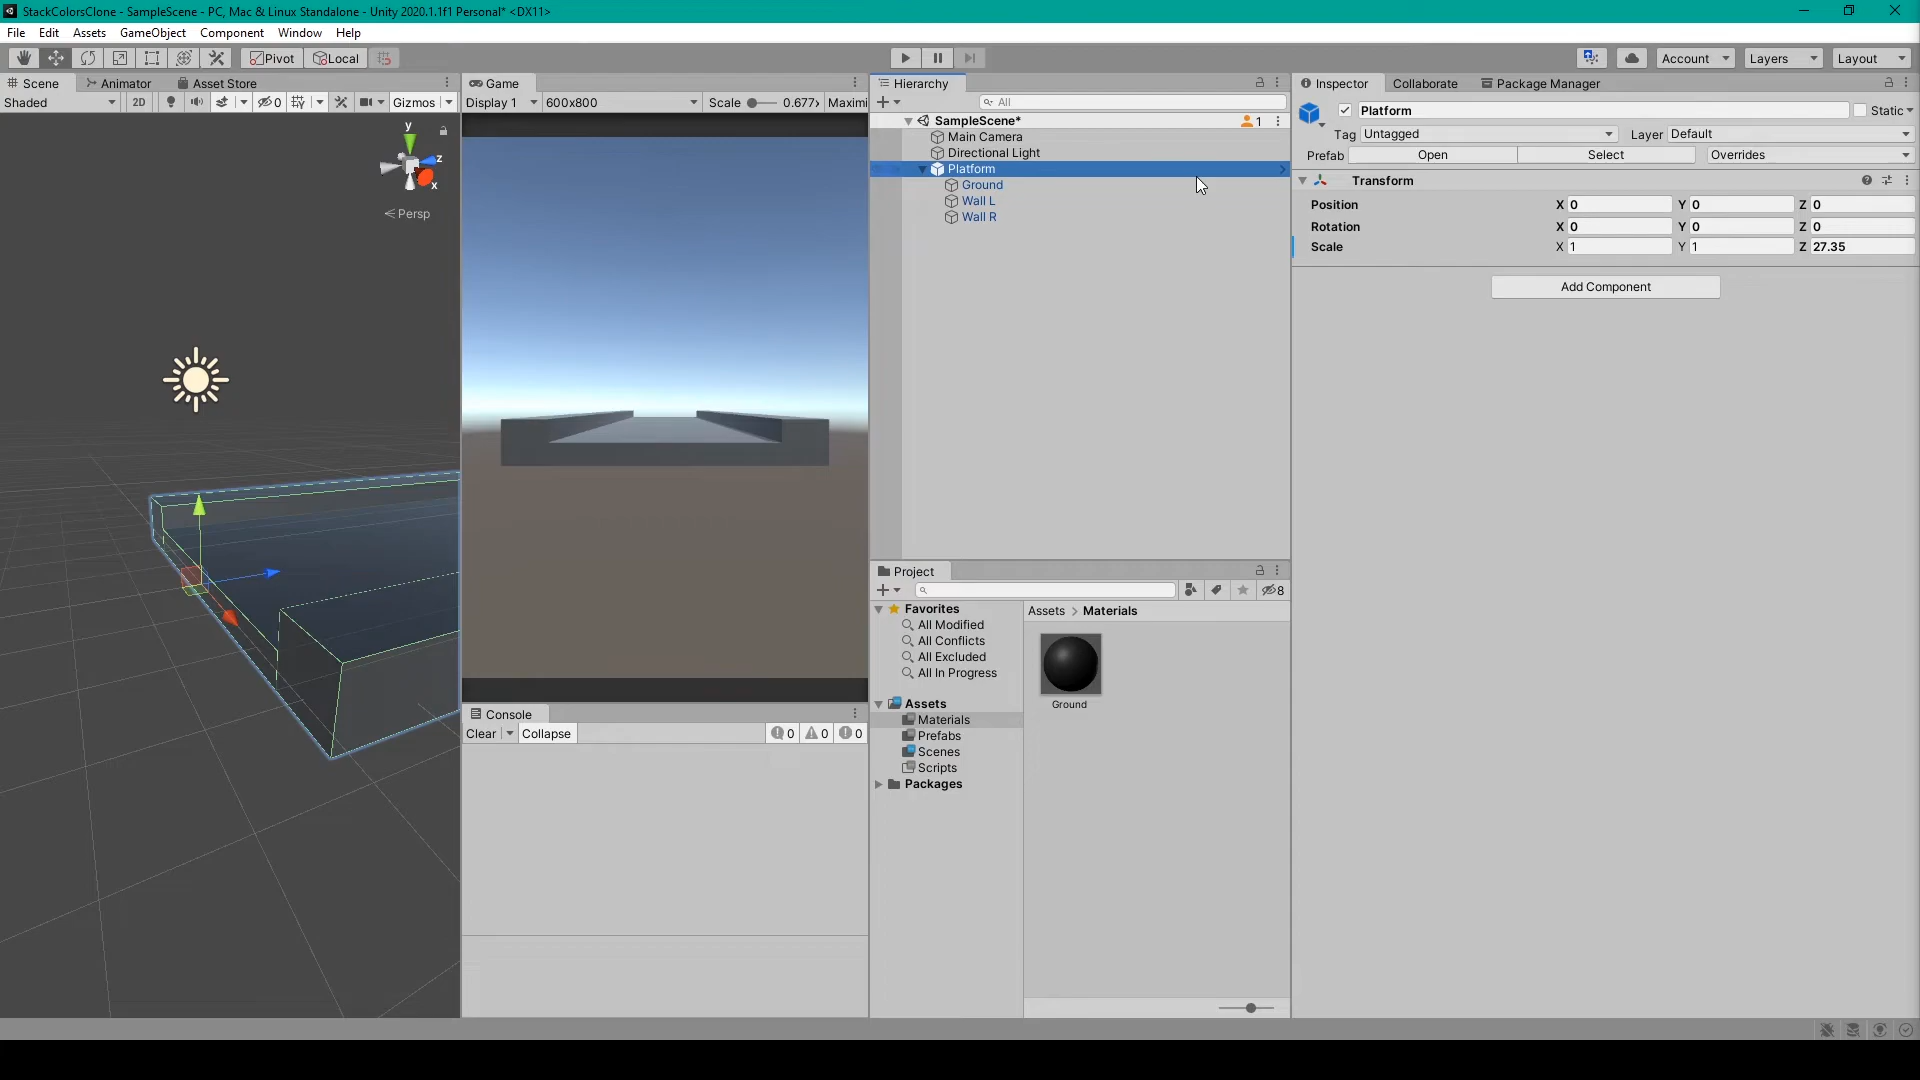 StackColorsClone - SampleScene - PC, Mac & Linux Standalone - Unity 2020.1.1f1 Personal* <DX11>
File Edit Assets GameObject Component Window Help
Pivot Local Account Layers Layout
Scene Animator Asset Store
Shaded 2D 0 Gizmos
y
z
x
Persp
Game
Display 1 600x800 Scale 0.677x Maximi
Console
Clear Collapse 0 0 0
Hierarchy
All
SampleScene* 1
Main Camera
Directional Light
Platform
Ground
Wall L
Wall R
Project
8
Favorites
All Modified
All Conflicts
All Excluded
All In Progress
Assets
Materials
Prefabs
Scenes
Scripts
Packages
Assets > Materials
Ground
Inspector Collaborate Package Manager
Platform Static
Tag Untagged Layer Default
Prefab Open Select Overrides
Transform
Position X 0 Y 0 Z 0
Rotation X 0 Y 0 Z 0
Scale X 1 Y 1 Z 27.35
Add Component